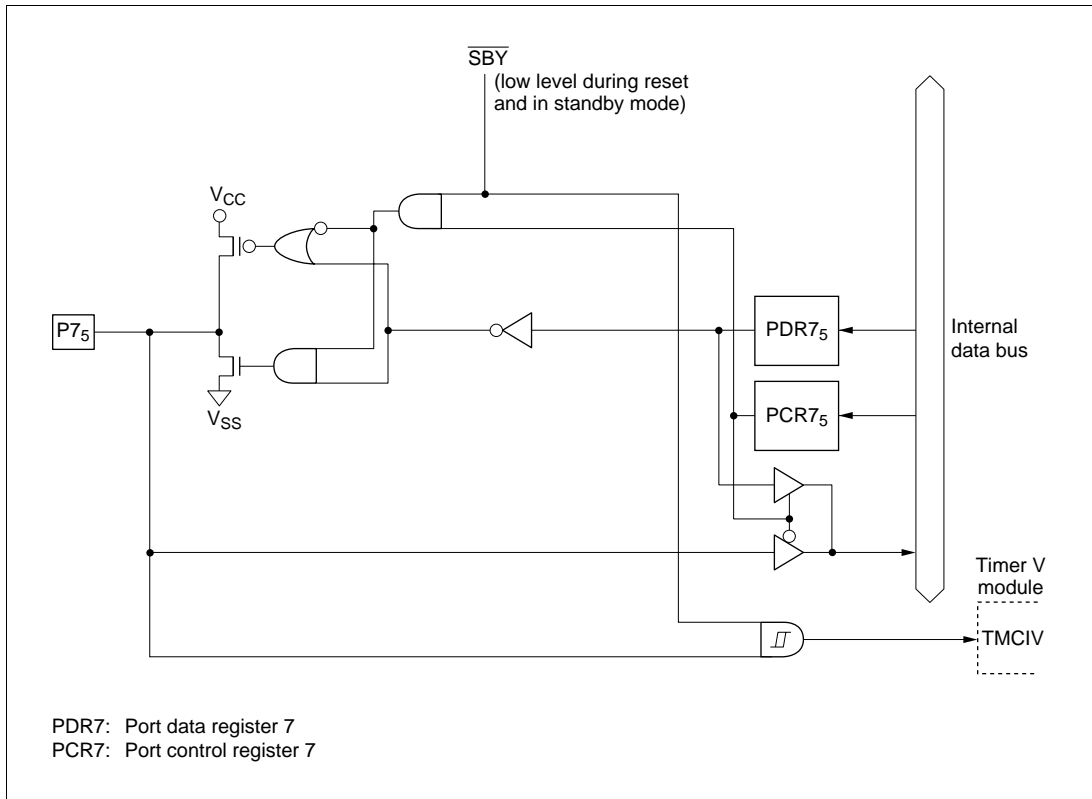 S̅B̅Y̅
(low level during reset
and in standby mode)
VCC
P7₅
VSS
PDR7₅
PCR7₅
Internal
data bus
Timer V
module
TMCIV
PDR7: Port data register 7
PCR7: Port control register 7